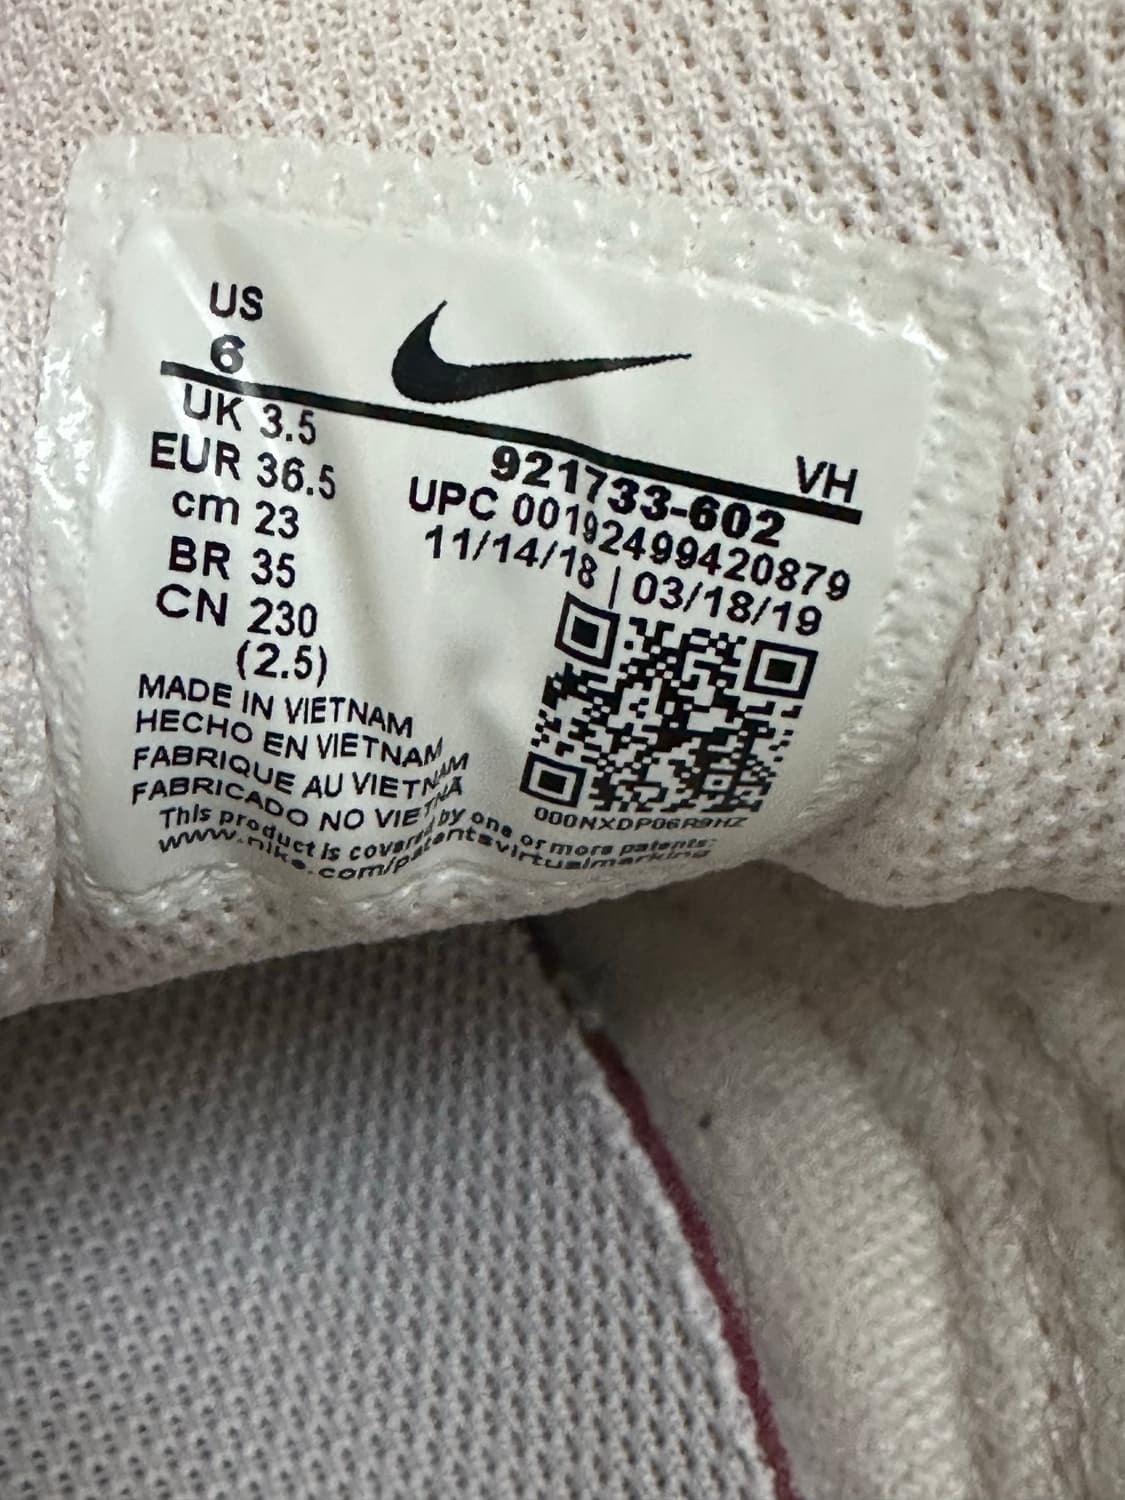 US
6
UK 3.5
EUR 36.5
cm 23
BR 35
CN 230
(2.5)
VH
921733-602
UPC 00192499420879
11/14/18 | 03/18/19
000NXDP06R9HZ
MADE IN VIETNAM
HECHO EN VIETNAM
FABRIQUE AU VIETNAM
FABRICADO NO VIETNÃ
This product is covered by one or more patents:
www.nike.com/patentsvirtualmarking